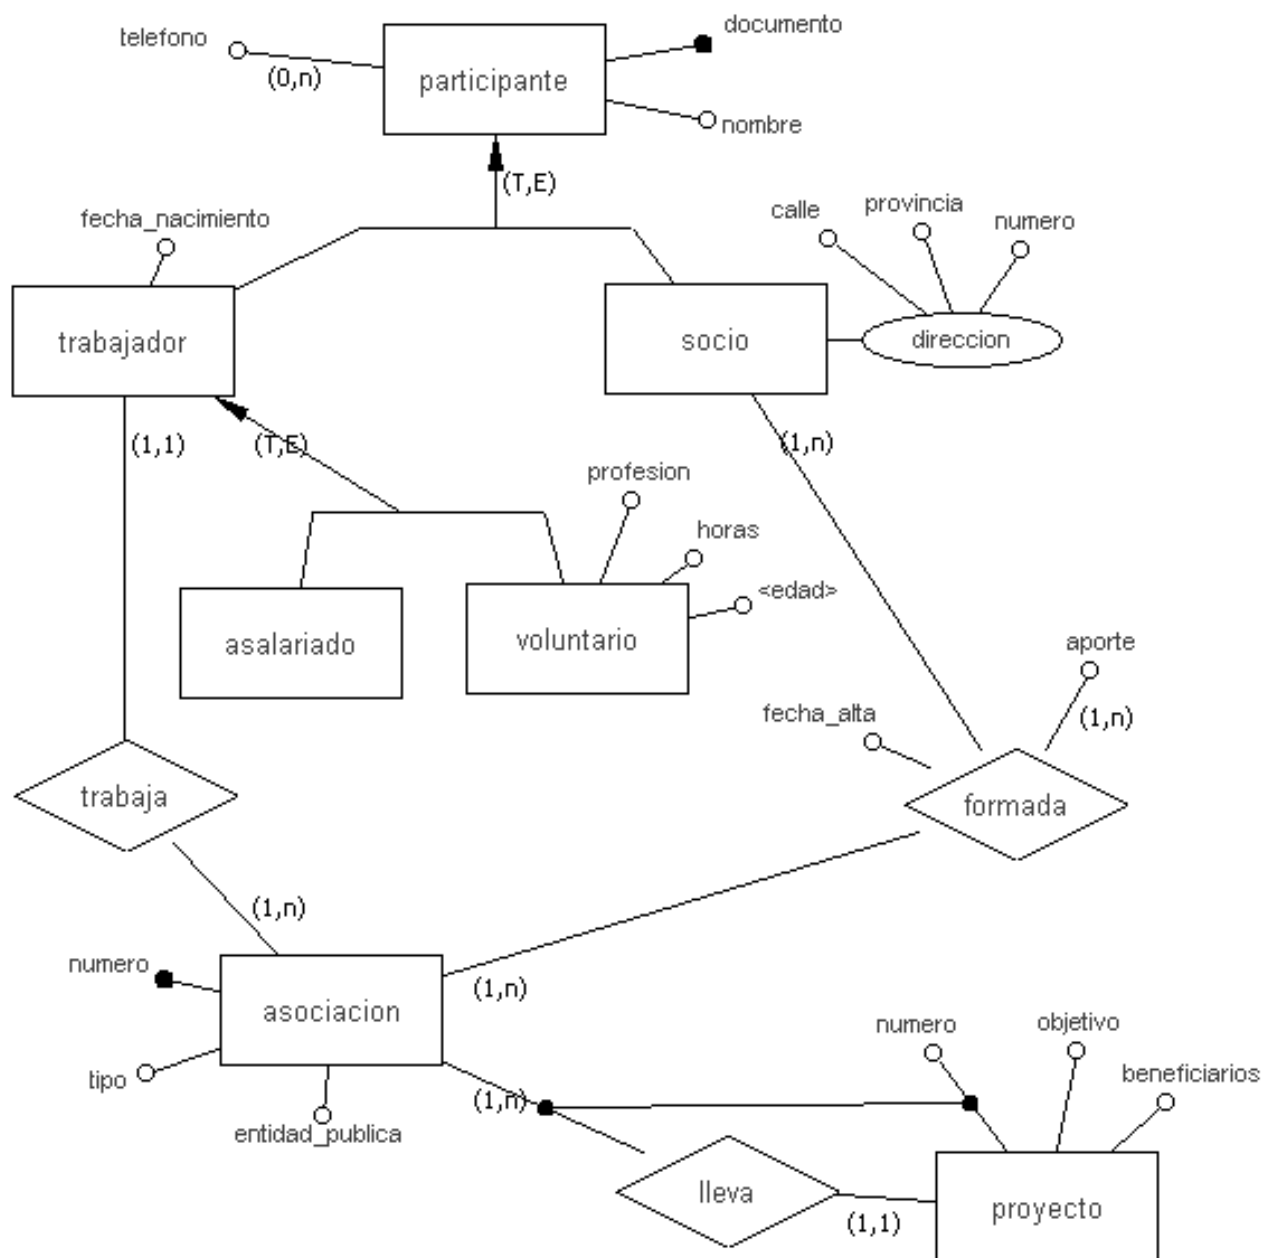 documento
telefono
(0,n)
participante
nombre
(T,E)
fecha_nacimiento
calle
provincia
numero
trabajador
socio
direccion
(1,1)
(T,E)
(1,n)
profesion
horas
<edad>
asalariado
voluntario
aporte
(1,n)
fecha_alta
trabaja
formada
(1,n)
numero
asociacion
(1,n)
tipo
entidad_publica
(1,n)
numero
objetivo
beneficiarios
lleva
(1,1)
proyecto